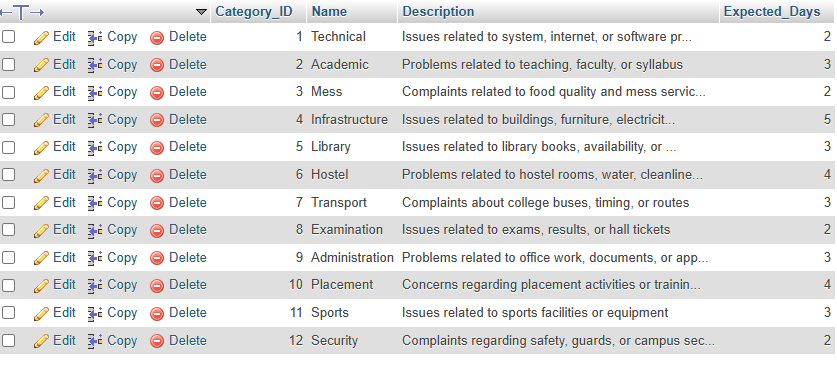 Category_ID Name Description Expected_Days
Edit Copy Delete 1 Technical Issues related to system, internet, or software pr... 2
Edit Copy Delete 2 Academic Problems related to teaching, faculty, or syllabus 3
Edit Copy Delete 3 Mess Complaints related to food quality and mess servic... 2
Edit Copy Delete 4 Infrastructure Issues related to buildings, furniture, electricit... 5
Edit Copy Delete 5 Library Issues related to library books, availability, or ... 3
Edit Copy Delete 6 Hostel Problems related to hostel rooms, water, cleanline... 4
Edit Copy Delete 7 Transport Complaints about college buses, timing, or routes 3
Edit Copy Delete 8 Examination Issues related to exams, results, or hall tickets 2
Edit Copy Delete 9 Administration Problems related to office work, documents, or app... 3
Edit Copy Delete 10 Placement Concerns regarding placement activities or trainin... 4
Edit Copy Delete 11 Sports Issues related to sports facilities or equipment 3
Edit Copy Delete 12 Security Complaints regarding safety, guards, or campus sec... 2